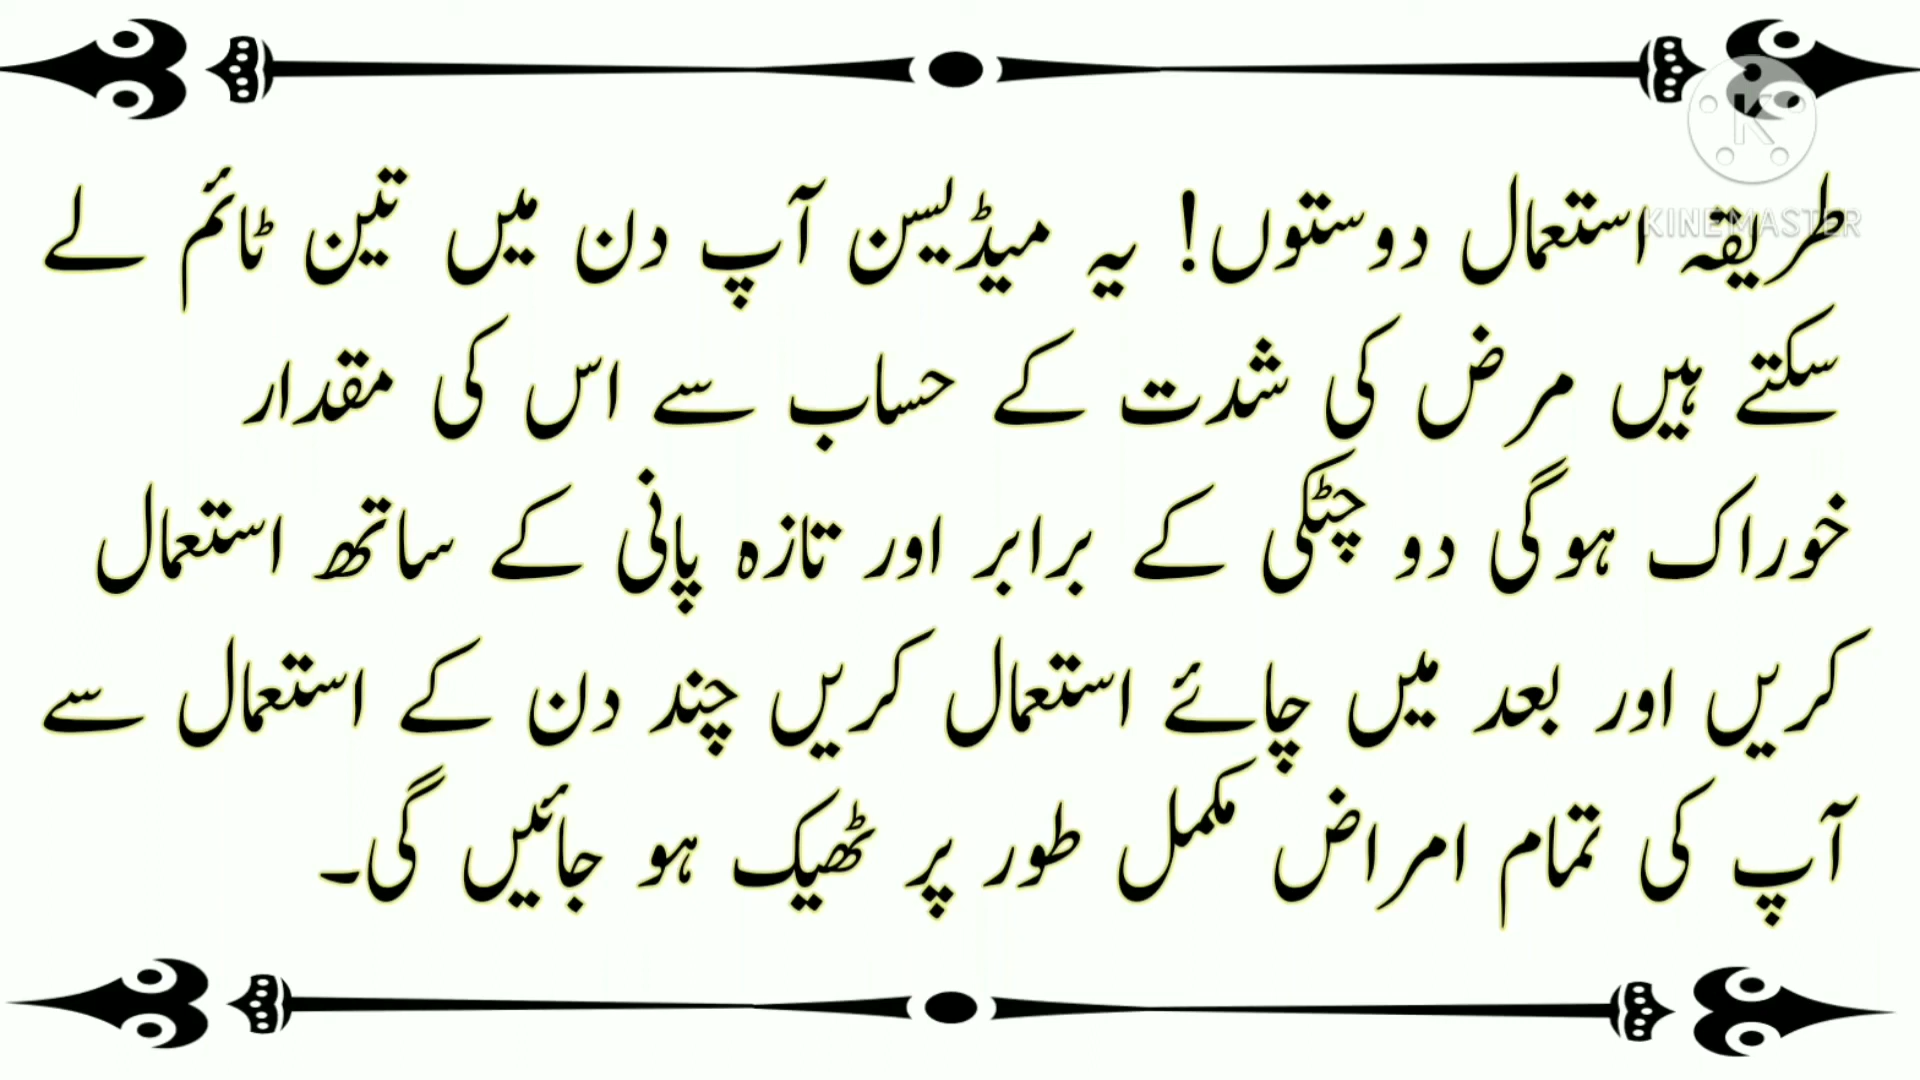 KINEMASTER
طریقہ استعمال دوستوں! یہ میڈیسن آپ دن میں تین ٹائم لے
سکتے ہیں مرض کی شدت کے حساب سے اس کی مقدار
خوراک ہوگی دو چٹکی کے برابر اور تازہ پانی کے ساتھ استعمال
کریں اور بعد میں چائے استعمال کریں چند دن کے استعمال سے
آپ کی تمام امراض مکمل طور پر ٹھیک ہو جائیں گی۔